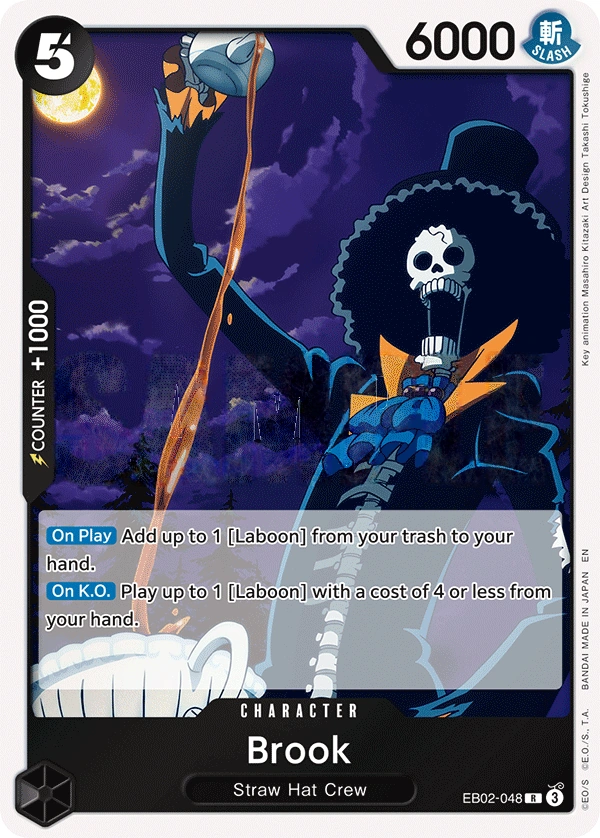 5
6000
斬
SLASH
COUNTER +1000
Key animation Masahiro Kitazaki Art Design Takashi Tokushige
On Play Add up to 1 [Laboon] from your trash to your
hand.
On K.O. Play up to 1 [Laboon] with a cost of 4 or less from
your hand.
©EO/S ©E.O./S., T.A. BANDAI MADE IN JAPAN EN
CHARACTER
Brook
Straw Hat Crew
EB02-048 R 3